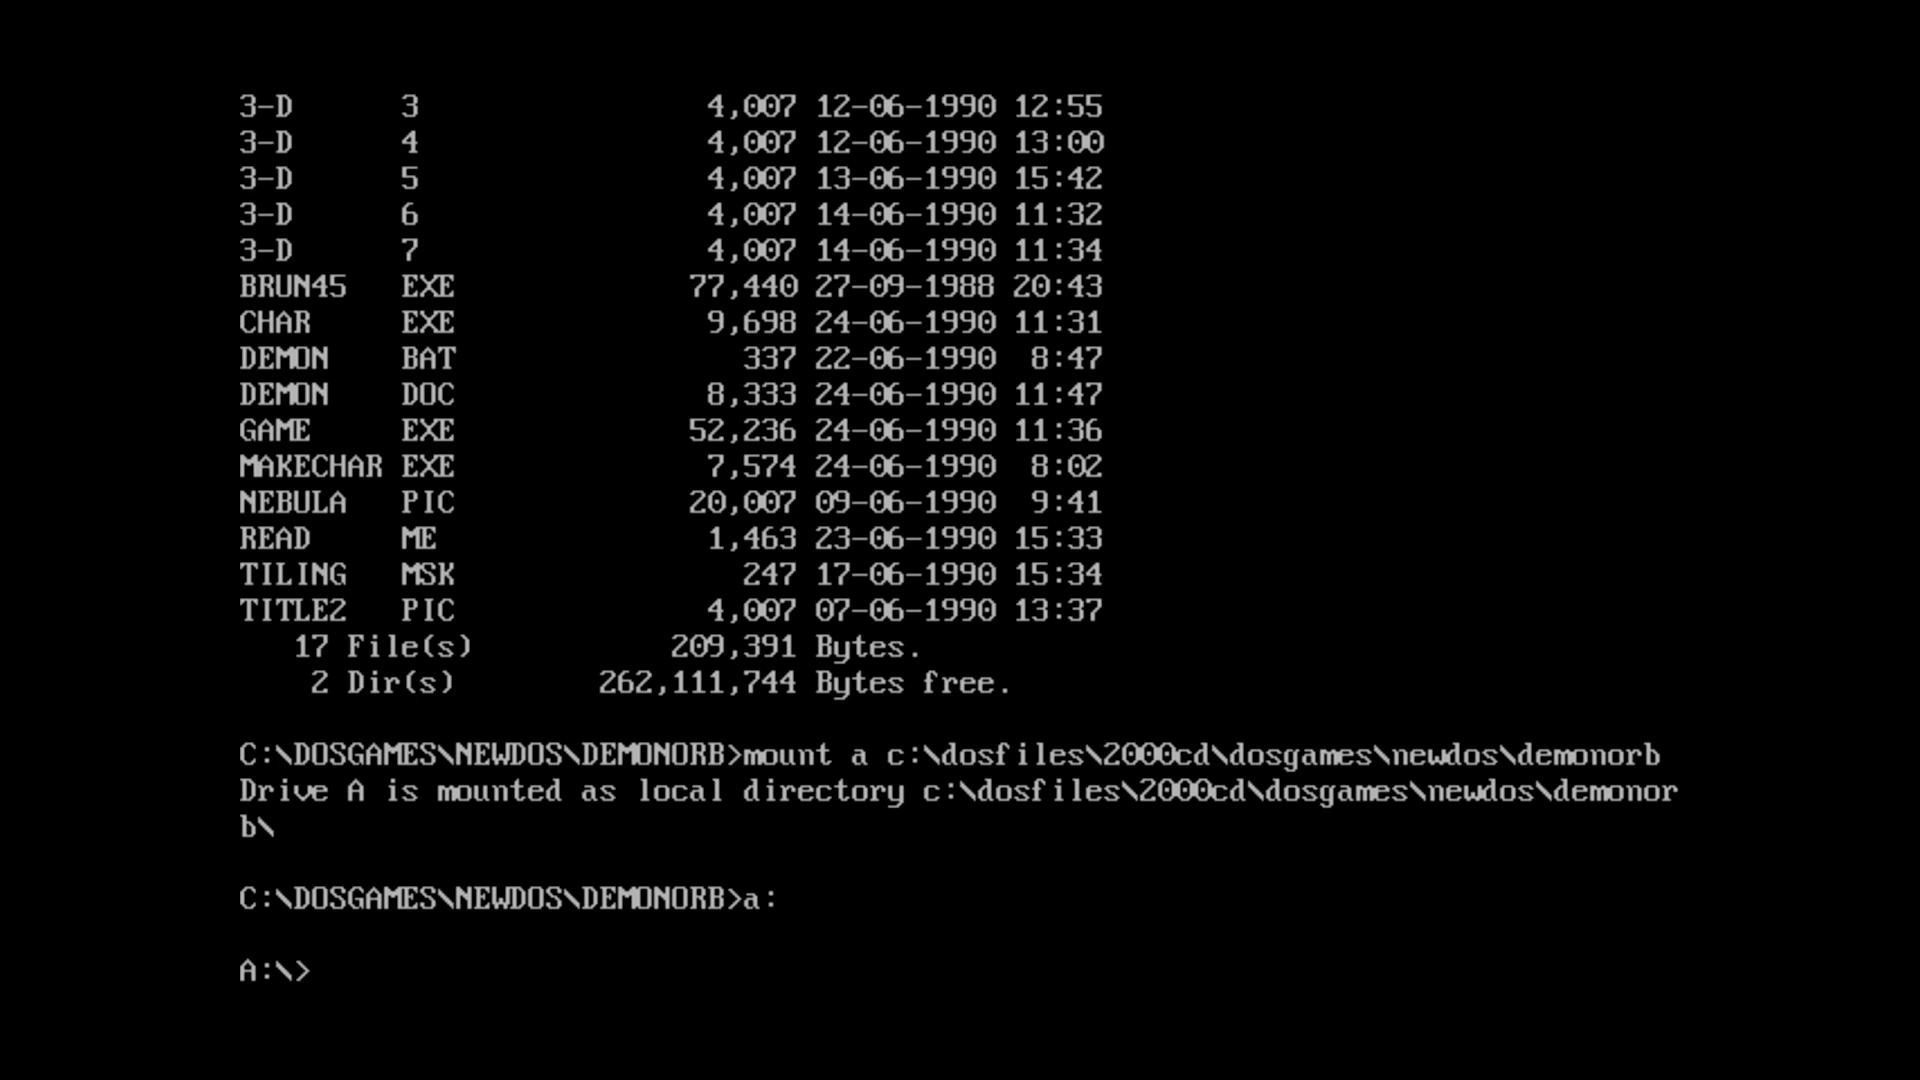 3-D      3                4,007 12-06-1990 12:55
3-D      4                4,007 12-06-1990 13:00
3-D      5                4,007 13-06-1990 15:42
3-D      6                4,007 14-06-1990 11:32
3-D      7                4,007 14-06-1990 11:34
BRUN45   EXE             77,440 27-09-1988 20:43
CHAR     EXE              9,698 24-06-1990 11:31
DEMON    BAT                337 22-06-1990  8:47
DEMON    DOC              8,333 24-06-1990 11:47
GAME     EXE             52,236 24-06-1990 11:36
MAKECHAR EXE              7,574 24-06-1990  8:02
NEBULA   PIC             20,007 09-06-1990  9:41
READ     ME               1,463 23-06-1990 15:33
TILING   MSK                247 17-06-1990 15:34
TITLE2   PIC              4,007 07-06-1990 13:37
   17 File(s)           209,391 Bytes.
    2 Dir(s)        262,111,744 Bytes free.
C:\DOSGAMES\NEWDOS\DEMONORB>mount a c:\dosfiles\2000cd\dosgames\newdos\demonorb
Drive A is mounted as local directory c:\dosfiles\2000cd\dosgames\newdos\demonor
b\
C:\DOSGAMES\NEWDOS\DEMONORB>a:
A:\>